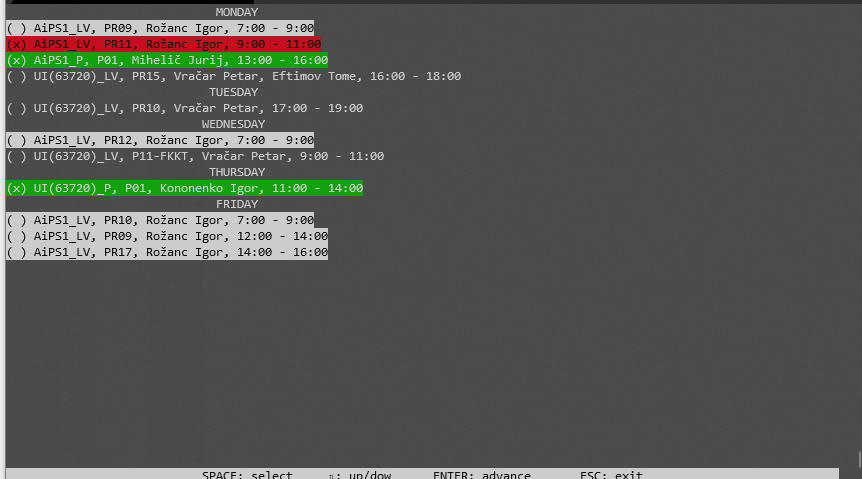 MONDAY
( ) AiPS1_LV, PR09, Rožanc Igor, 7:00 - 9:00
(x) AiPS1_LV, PR11, Rožanc Igor, 9:00 - 11:00
(x) AiPS1_P, P01, Mihelič Jurij, 13:00 - 16:00
( ) UI(63720)_LV, PR15, Vračar Petar, Eftimov Tome, 16:00 - 18:00
TUESDAY
( ) UI(63720)_LV, PR10, Vračar Petar, 17:00 - 19:00
WEDNESDAY
( ) AiPS1_LV, PR12, Rožanc Igor, 7:00 - 9:00
( ) UI(63720)_LV, P11-FKKT, Vračar Petar, 9:00 - 11:00
THURSDAY
(x) UI(63720)_P, P01, Kononenko Igor, 11:00 - 14:00
FRIDAY
( ) AiPS1_LV, PR10, Rožanc Igor, 7:00 - 9:00
( ) AiPS1_LV, PR09, Rožanc Igor, 12:00 - 14:00
( ) AiPS1_LV, PR17, Rožanc Igor, 14:00 - 16:00
SPACE: select ⇅: up/dow ENTER: advance ESC: exit